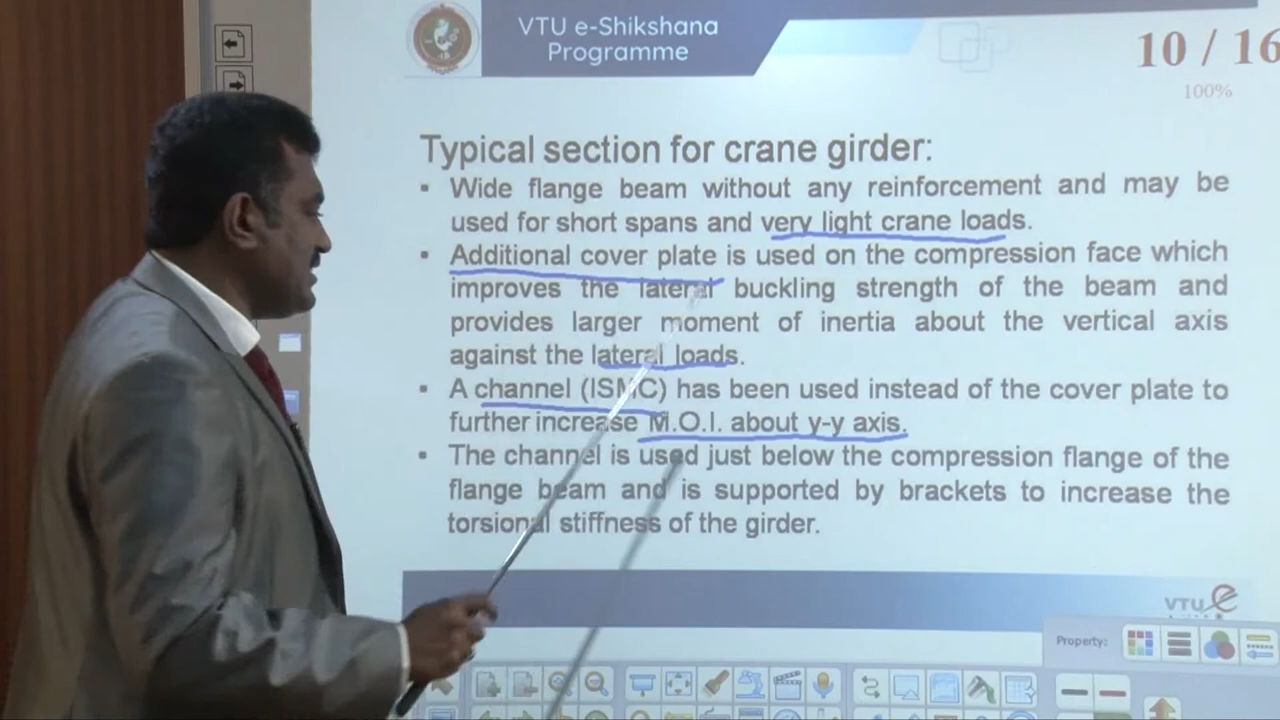 VTU e-Shikshana
Programme
10 / 16
100%
Typical section for crane girder:
▪ Wide flange beam without any reinforcement and may be
used for short spans and very light crane loads.
▪ Additional cover plate is used on the compression face which
improves the lateral buckling strength of the beam and
provides larger moment of inertia about the vertical axis
against the lateral loads.
▪ A channel (ISMC) has been used instead of the cover plate to
further increase M.O.I. about y-y axis.
▪ The channel is used just below the compression flange of the
flange beam and is supported by brackets to increase the
torsional stiffness of the girder.
VTU e
Property: